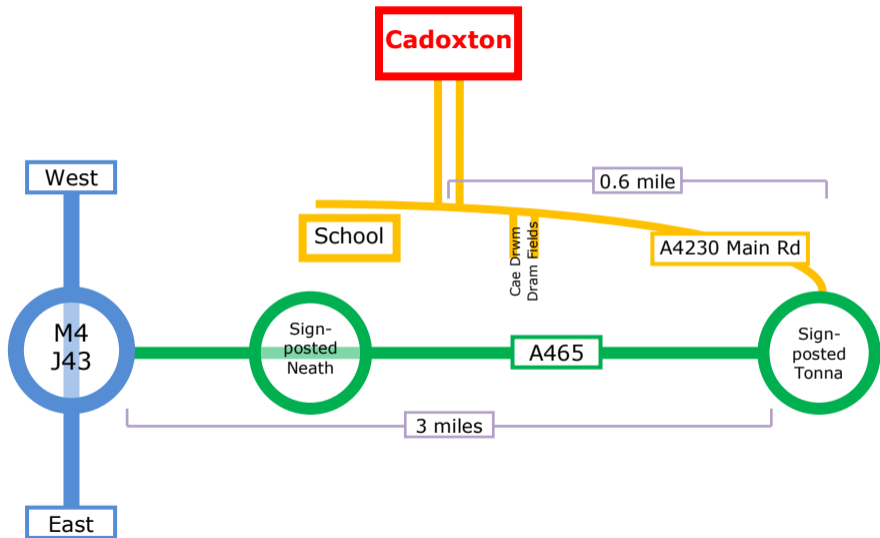 Cadoxton
West
0.6 mile
School
Cae Drwm
Dram Fields
A4230 Main Rd
M4
J43
Sign-
posted
Neath
A465
Sign-
posted
Tonna
3 miles
East